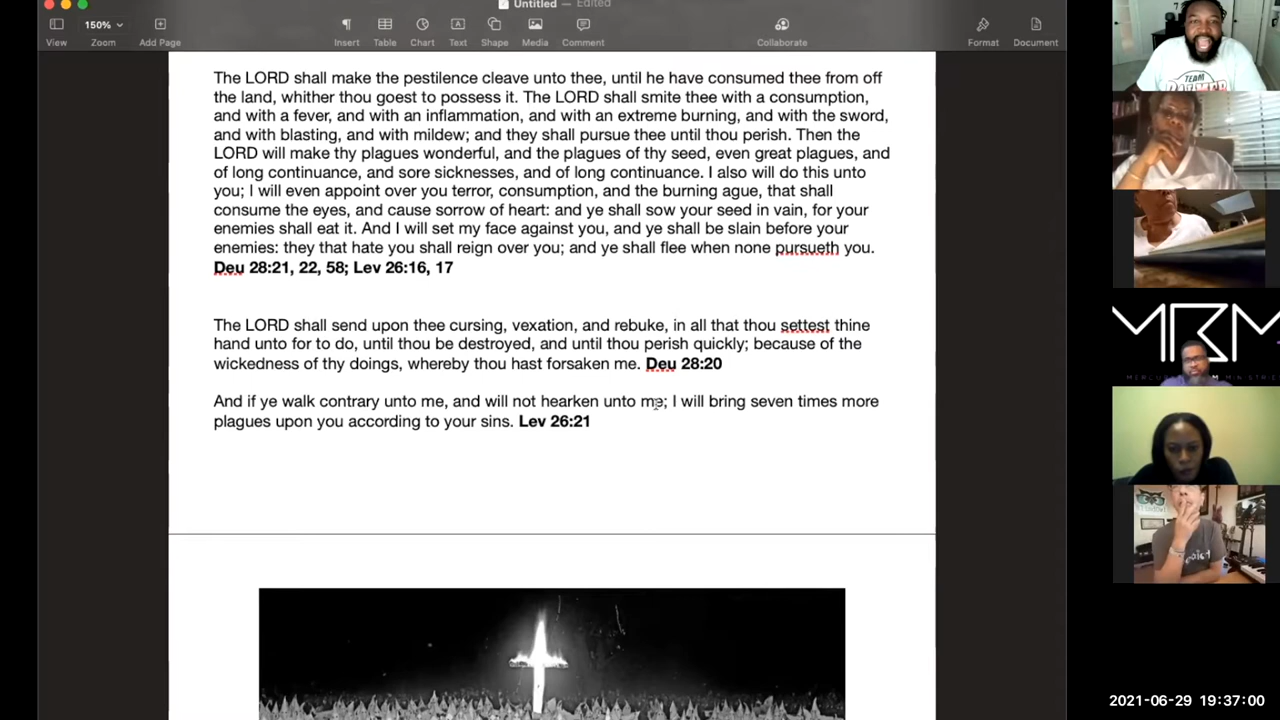 Untitled — Edited
150%
View
Zoom
Add Page
Insert
Table
Chart
Text
Shape
Media
Comment
Collaborate
Format
Document
The LORD shall make the pestilence cleave unto thee, until he have consumed thee from off
the land, whither thou goest to possess it. The LORD shall smite thee with a consumption,
and with a fever, and with an inflammation, and with an extreme burning, and with the sword,
and with blasting, and with mildew; and they shall pursue thee until thou perish. Then the
LORD will make thy plagues wonderful, and the plagues of thy seed, even great plagues, and
of long continuance, and sore sicknesses, and of long continuance. I also will do this unto
you; I will even appoint over you terror, consumption, and the burning ague, that shall
consume the eyes, and cause sorrow of heart: and ye shall sow your seed in vain, for your
enemies shall eat it. And I will set my face against you, and ye shall be slain before your
enemies: they that hate you shall reign over you; and ye shall flee when none pursueth you.
Deu 28:21, 22, 58; Lev 26:16, 17
The LORD shall send upon thee cursing, vexation, and rebuke, in all that thou settest thine
hand unto for to do, until thou be destroyed, and until thou perish quickly; because of the
wickedness of thy doings, whereby thou hast forsaken me. Deu 28:20
And if ye walk contrary unto me, and will not hearken unto me; I will bring seven times more
plagues upon you according to your sins. Lev 26:21
TEAM
MBM
2021-06-29 19:37:00